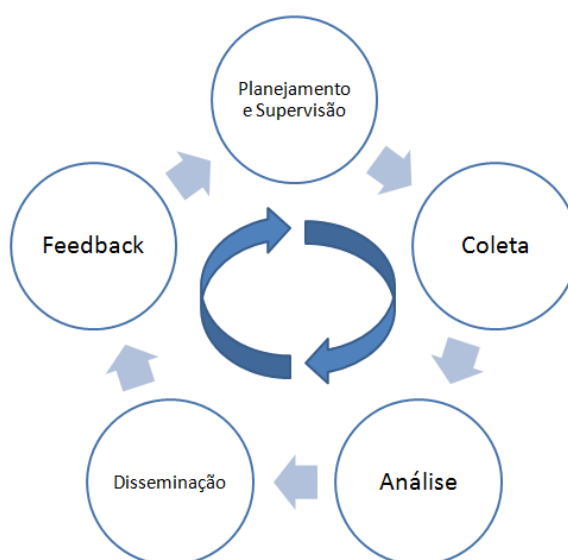 Planejamento
e Supervisão
Feedback
Coleta
Disseminação
Análise